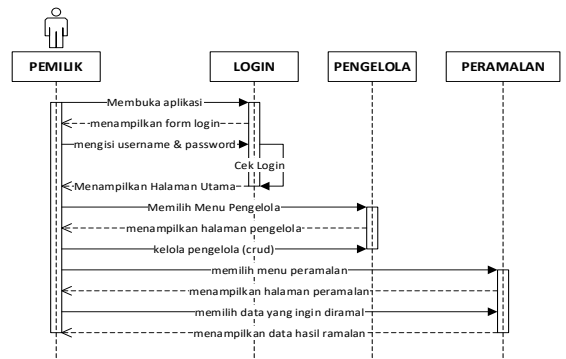 PEMILIK
LOGIN
PENGELOLA
PERAMALAN
Membuka aplikasi
menampilkan form login
mengisi username & password
Cek Login
Menampilkan Halaman Utama
Memilih Menu Pengelola
menampilkan halaman pengelola
kelola pengelola (crud)
memilih menu peramalan
menampilkan halaman peramalan
memilih data yang ingin diramal
menampilkan data hasil ramalan